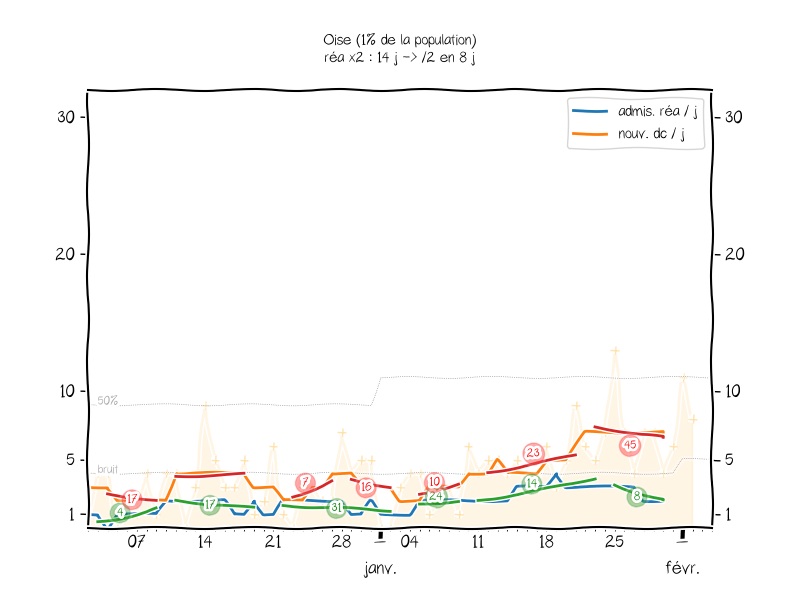 Oise (1% de la population)
réa x2 : 14 j -> /2 en 8 j
admis. réa / j
nouv. dc / j
30 30
20 20
10 10
50%
5 5
bruit
1 1
4 17 17 7 31 16 10 24 23 14 45 8
07 14 21 28 04 11 18 25
janv. févr.